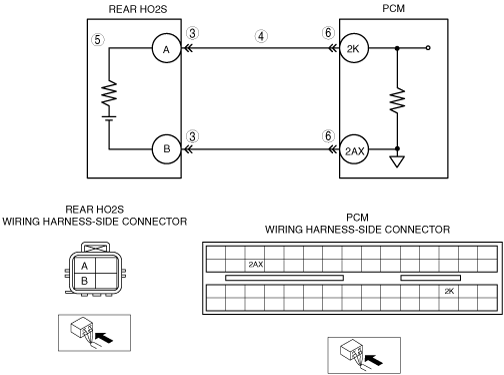 REAR HO2S
PCM
5
A
3
4
6
2K
B
3
6
2AX
REAR HO2S
WIRING HARNESS-SIDE CONNECTOR
PCM
WIRING HARNESS-SIDE CONNECTOR
A
B
2AX
2K